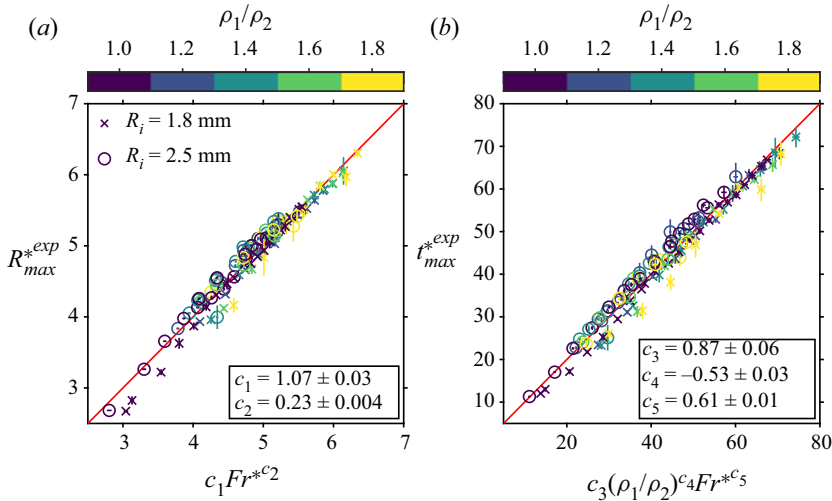 (a)
ρ1/ρ2
1.0 1.2 1.4 1.6 1.8
7
6
5
4
3
R*exp max
× Ri = 1.8 mm
○ Ri = 2.5 mm
c1 = 1.07 ± 0.03
c2 = 0.23 ± 0.004
3 4 5 6 7
c1Fr*c2
(b)
ρ1/ρ2
1.0 1.2 1.4 1.6 1.8
80
70
60
50
40
30
20
10
t*exp max
c3 = 0.87 ± 0.06
c4 = –0.53 ± 0.03
c5 = 0.61 ± 0.01
20 40 60 80
c3(ρ1/ρ2)c4Fr*c5